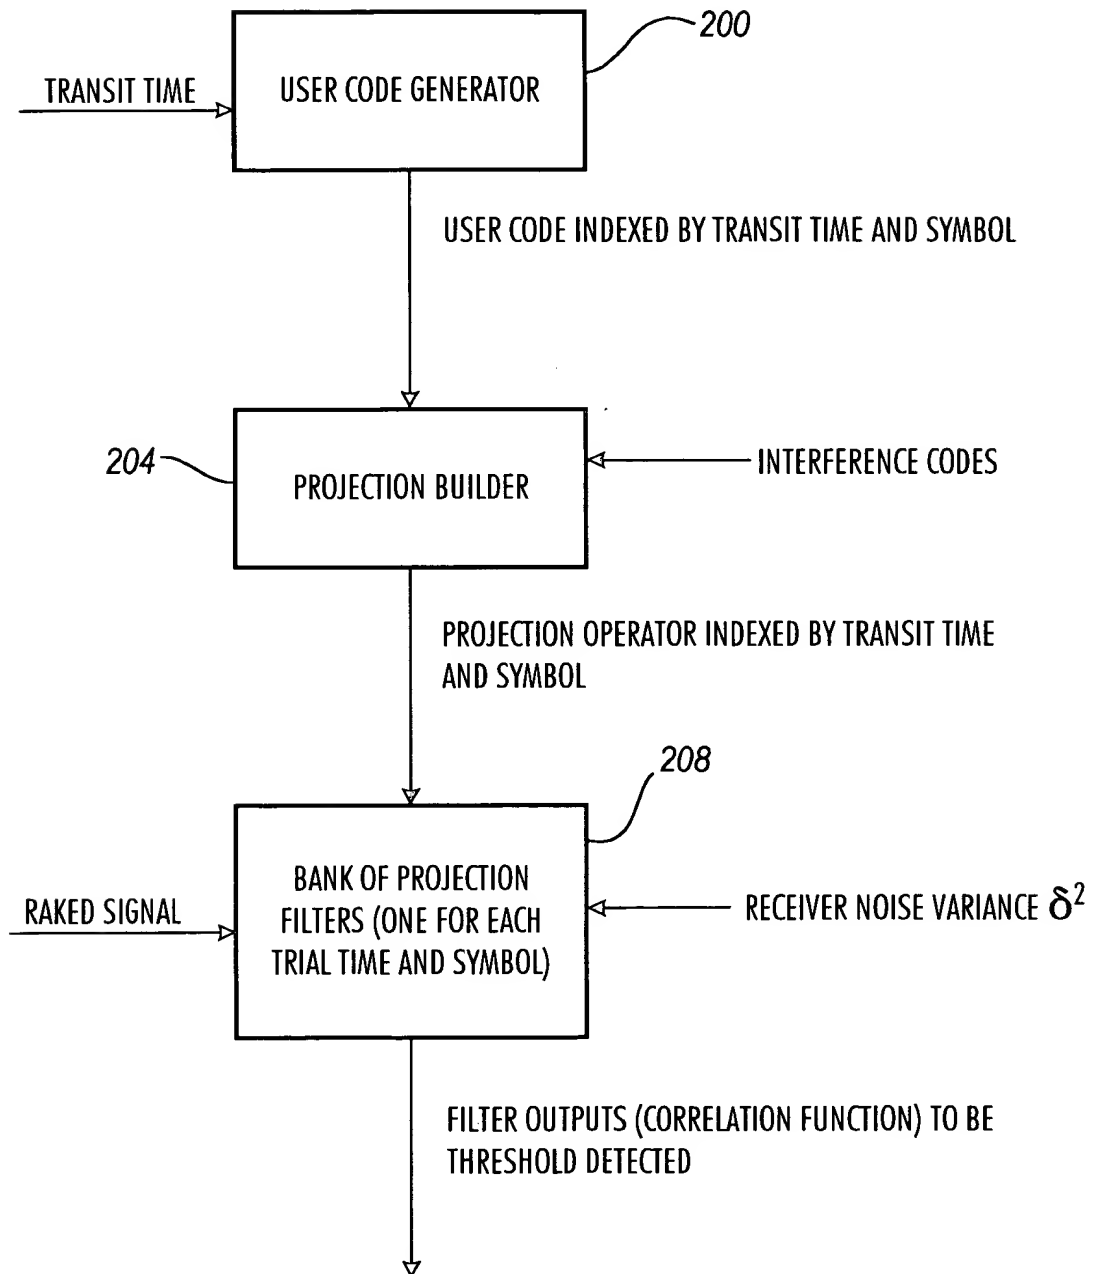 200
TRANSIT TIME
USER CODE GENERATOR
USER CODE INDEXED BY TRANSIT TIME AND SYMBOL
204
PROJECTION BUILDER
INTERFERENCE CODES
PROJECTION OPERATOR INDEXED BY TRANSIT TIME
AND SYMBOL
208
BANK OF PROJECTION
FILTERS (ONE FOR EACH
TRIAL TIME AND SYMBOL)
RAKED SIGNAL
RECEIVER NOISE VARIANCE δ²
FILTER OUTPUTS (CORRELATION FUNCTION) TO BE
THRESHOLD DETECTED